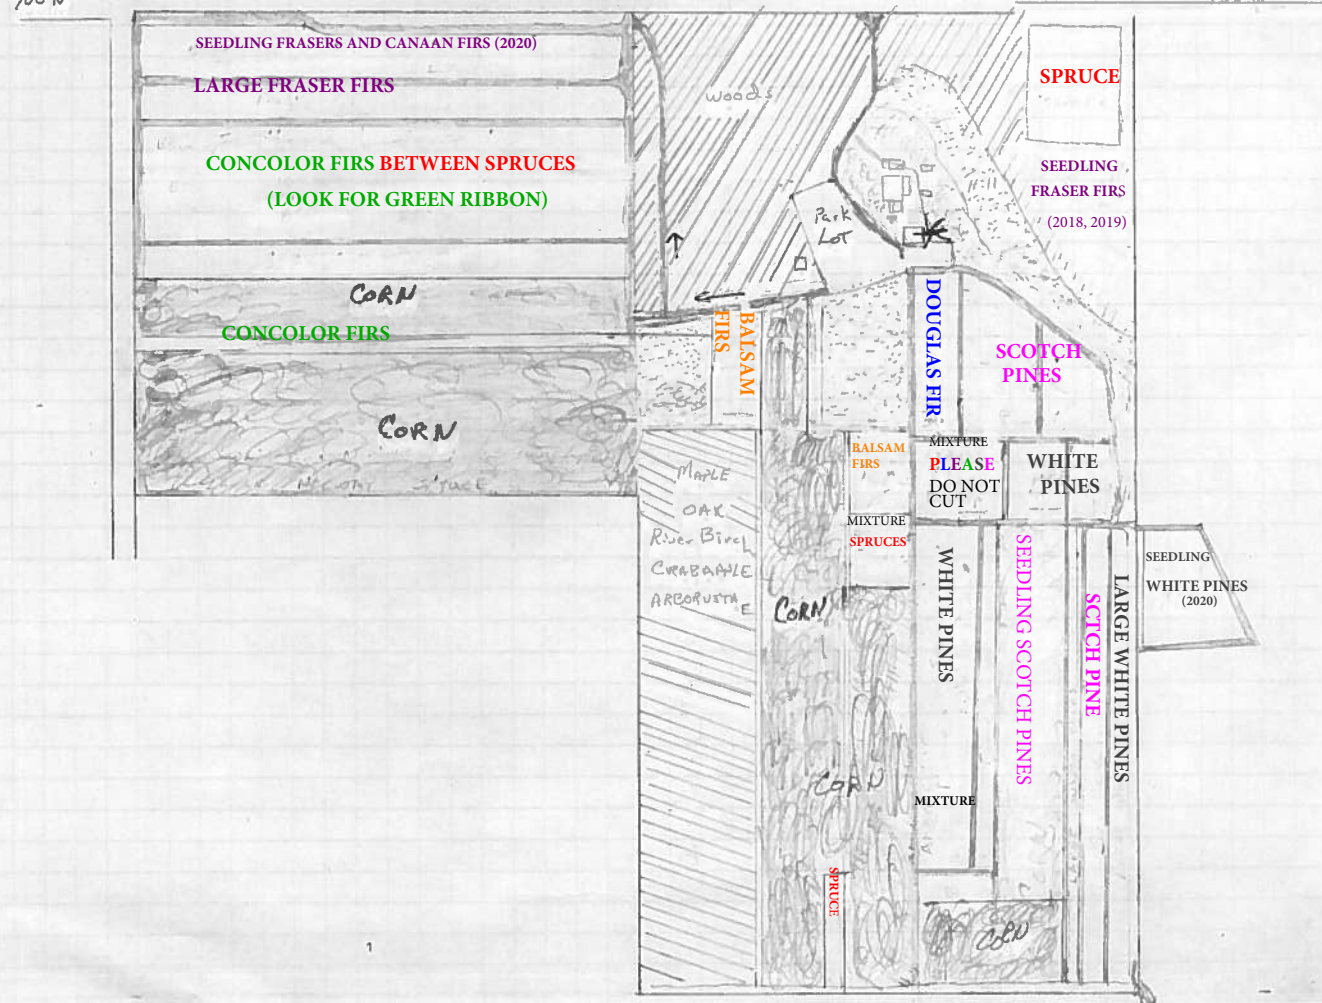 SEEDLING FRASERS AND CANAAN FIRS (2020)
LARGE FRASER FIRS
CONCOLOR FIRS BETWEEN SPRUCES
(LOOK FOR GREEN RIBBON)
CORN
CONCOLOR FIRS
CORN
Woods
Park
LOT
SPRUCE
SEEDLING
FRASER FIRS
(2018, 2019)
BALSAM
FIRS
DOUGLAS FIR
SCOTCH
PINES
BALSAM
FIRS
MIXTURE
PLEASE
DO NOT
CUT
WHITE
PINES
MAPLE
OAK
River Birch
MIXTURE
SPRUCES
CORN
WHITE PINES
SEEDLING SCOTCH PINES
SCTCH PINE
LARGE WHITE PINES
SEEDLING
WHITE PINES
(2020)
CORN
MIXTURE
SPRUCE
CORN
1